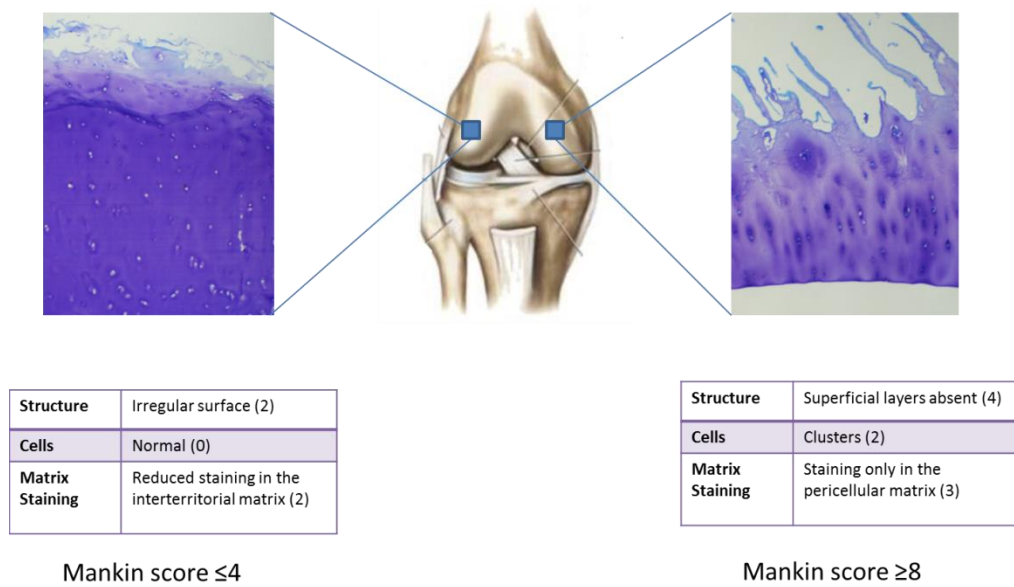 Structure
Irregular surface (2)
Cells
Normal (0)
Matrix
Staining
Reduced staining in the
interterritorial matrix (2)
Mankin score ≤4
Structure
Superficial layers absent (4)
Cells
Clusters (2)
Matrix
Staining
Staining only in the
pericellular matrix (3)
Mankin score ≥8